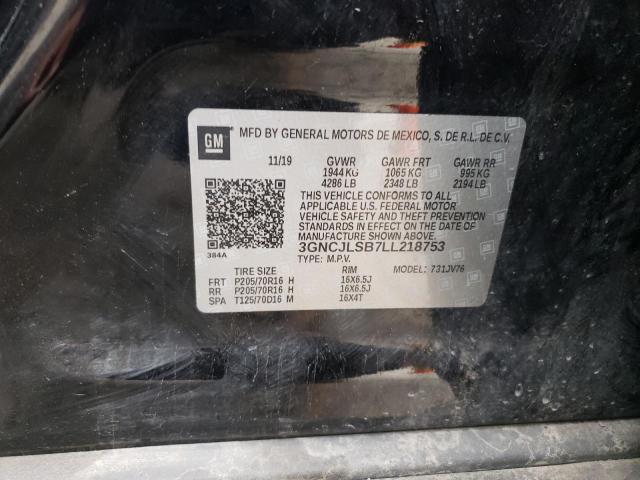 GM MFD BY GENERAL MOTORS DE MEXICO, S. DE R.L. DE C.V.
11/19 GVWR GAWR FRT GAWR RR
1944 KG 1065 KG 995 KG
4286 LB 2348 LB 2194 LB
THIS VEHICLE CONFORMS TO ALL
APPLICABLE U.S. FEDERAL MOTOR
VEHICLE SAFETY AND THEFT PREVENTION
STANDARDS IN EFFECT ON THE DATE OF
MANUFACTURE SHOWN ABOVE.
384A 3GNCJLSB7LL218753
TYPE: M.P.V. MODEL: 731JV76
TIRE SIZE RIM
FRT P205/70R16 H 16X6.5J
RR P205/70R16 H 16X6.5J
SPA T125/70D16 M 16X4T